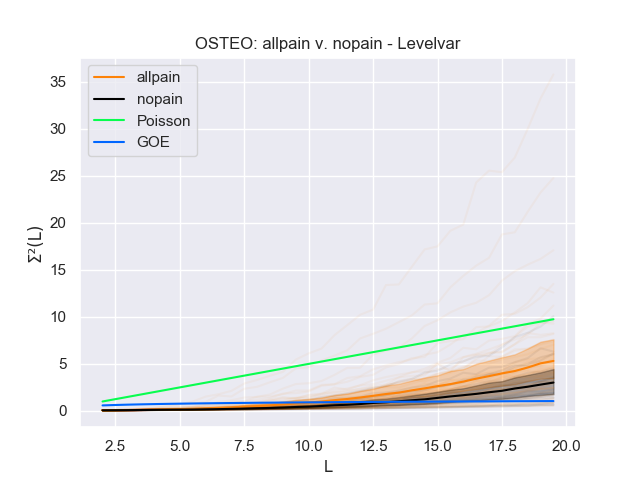 OSTEO: allpain v. nopain - Levelvar
allpain
nopain
Poisson
GOE
Σ²(L)
35
30
25
20
15
10
5
0
2.5 5.0 7.5 10.0 12.5 15.0 17.5 20.0
L